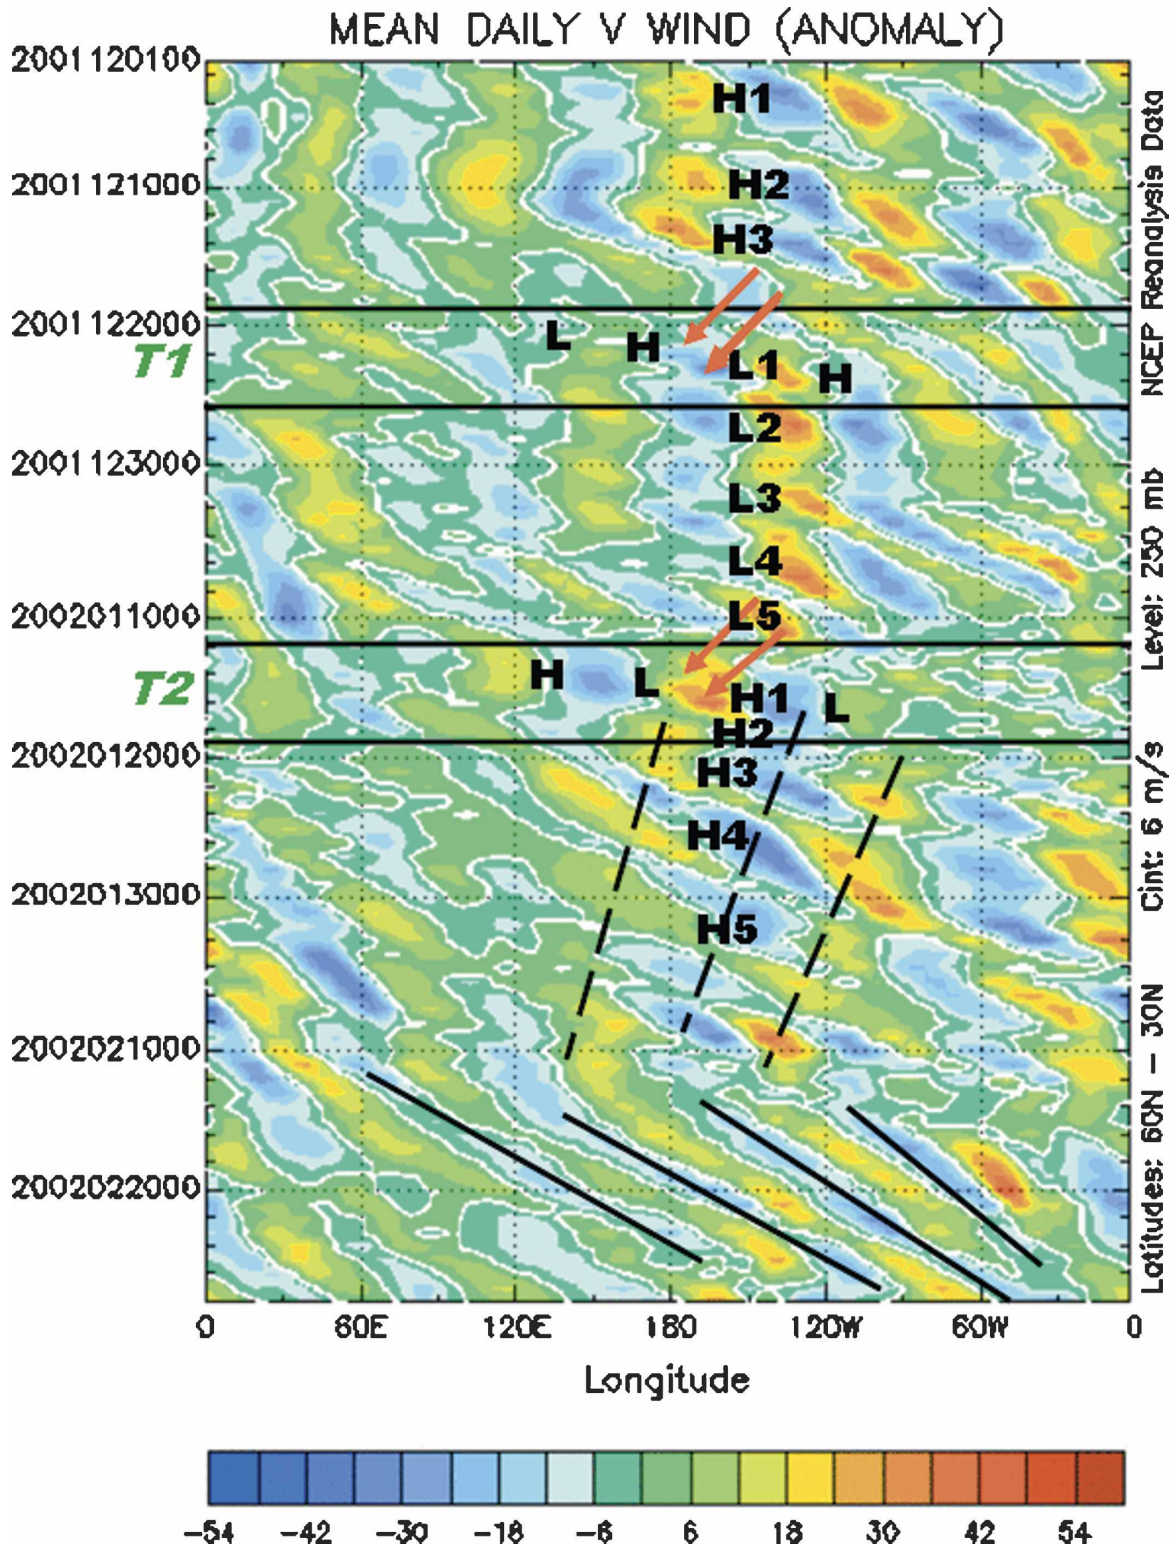 MEAN DAILY V WIND (ANOMALY)
2001120100
H1
2001121000
H2
H3
2001122000
L
H
T1
L1
H
L2
2001123000
L3
L4
2002011000
L5
H
L
T2
H1
L
H2
2002012000
H3
H4
2002013000
H5
2002021000
2002022000
0 60E 120E 180 120W 60W 0
Longitude
NCEP Reanalysis Data
Level: 250 mb
Cint: 6 m/s
Latitudes: 60N - 30N
-54 -42 -30 -18 -6 6 18 30 42 54